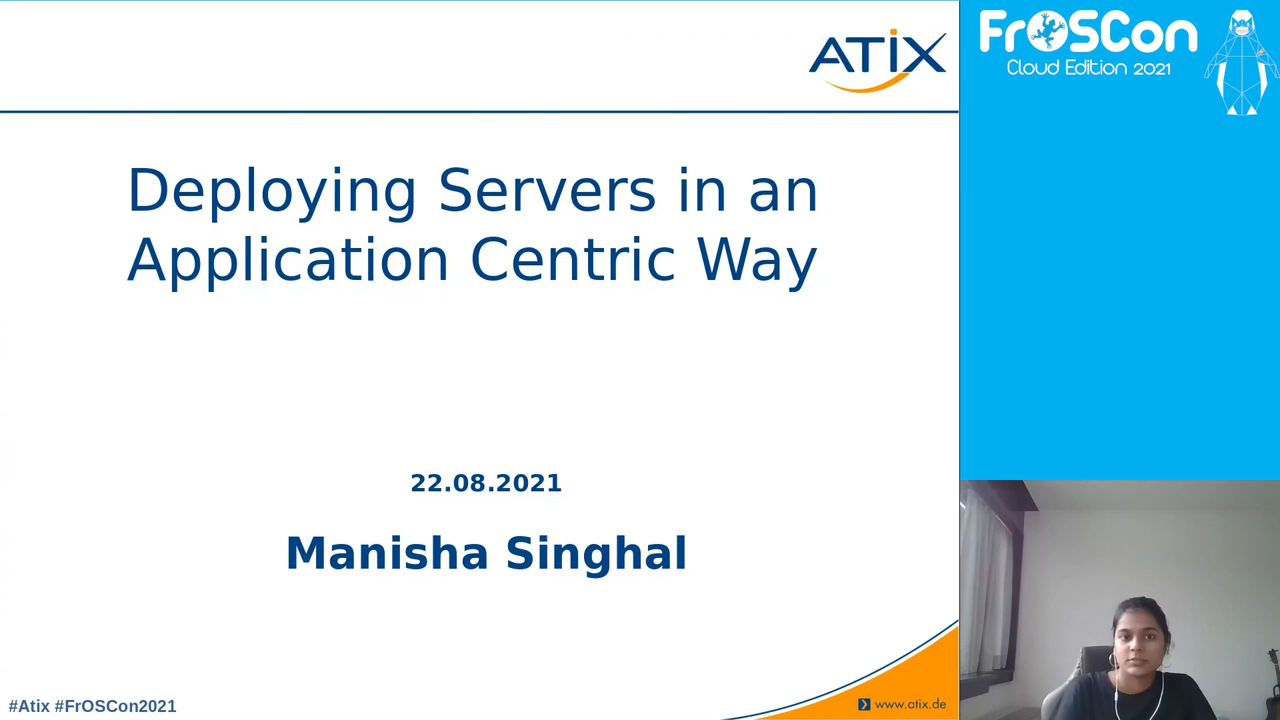 ATIX
Deploying Servers in an
Application Centric Way
22.08.2021
Manisha Singhal
#Atix #FrOSCon2021
www.atix.de
FrOSCon
Cloud Edition 2021